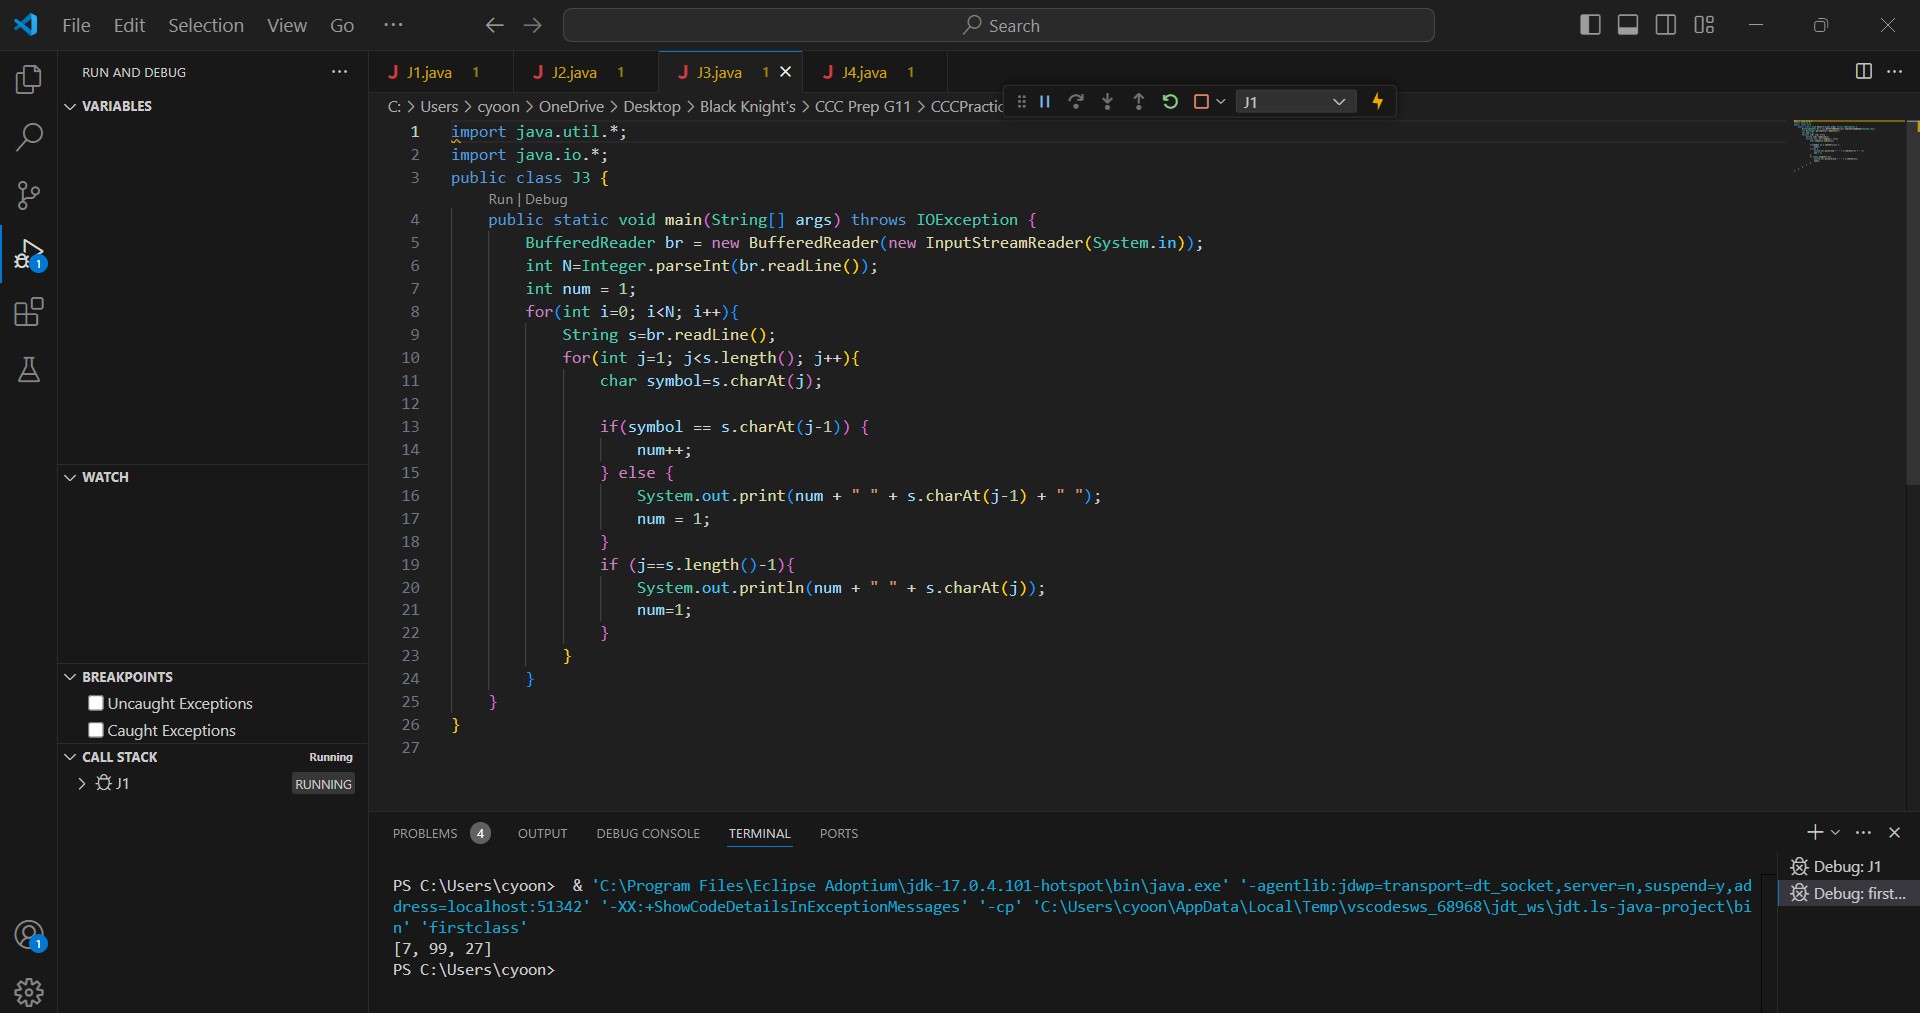 File Edit Selection View Go ··· Search
RUN AND DEBUG ···
VARIABLES
WATCH
BREAKPOINTS
Uncaught Exceptions
Caught Exceptions
CALL STACK Running
J1 RUNNING
1
1
J J1.java 1 J J2.java 1 J J3.java 1 J J4.java 1
C: > Users > cyoon > OneDrive > Desktop > Black Knight's > CCC Prep G11 > CCCPractic
J1
1 import java.util.*;
2 import java.io.*;
3 public class J3 {
Run | Debug
4 public static void main(String[] args) throws IOException {
5 BufferedReader br = new BufferedReader(new InputStreamReader(System.in));
6 int N=Integer.parseInt(br.readLine());
7 int num = 1;
8 for(int i=0; i<N; i++){
9 String s=br.readLine();
10 for(int j=1; j<s.length(); j++){
11 char symbol=s.charAt(j);
12
13 if(symbol == s.charAt(j-1)) {
14 num++;
15 } else {
16 System.out.print(num + " " + s.charAt(j-1) + " ");
17 num = 1;
18 }
19 if (j==s.length()-1){
20 System.out.println(num + " " + s.charAt(j));
21 num=1;
22 }
23 }
24 }
25 }
26 }
27
PROBLEMS 4 OUTPUT DEBUG CONSOLE TERMINAL PORTS
PS C:\Users\cyoon>  & 'C:\Program Files\Eclipse Adoptium\jdk-17.0.4.101-hotspot\bin\java.exe' '-agentlib:jdwp=transport=dt_socket,server=n,suspend=y,ad
dress=localhost:51342' '-XX:+ShowCodeDetailsInExceptionMessages' '-cp' 'C:\Users\cyoon\AppData\Local\Temp\vscodesws_68968\jdt_ws\jdt.ls-java-project\bi
n' 'firstclass'
[7, 99, 27]
PS C:\Users\cyoon>
Debug: J1
Debug: first...